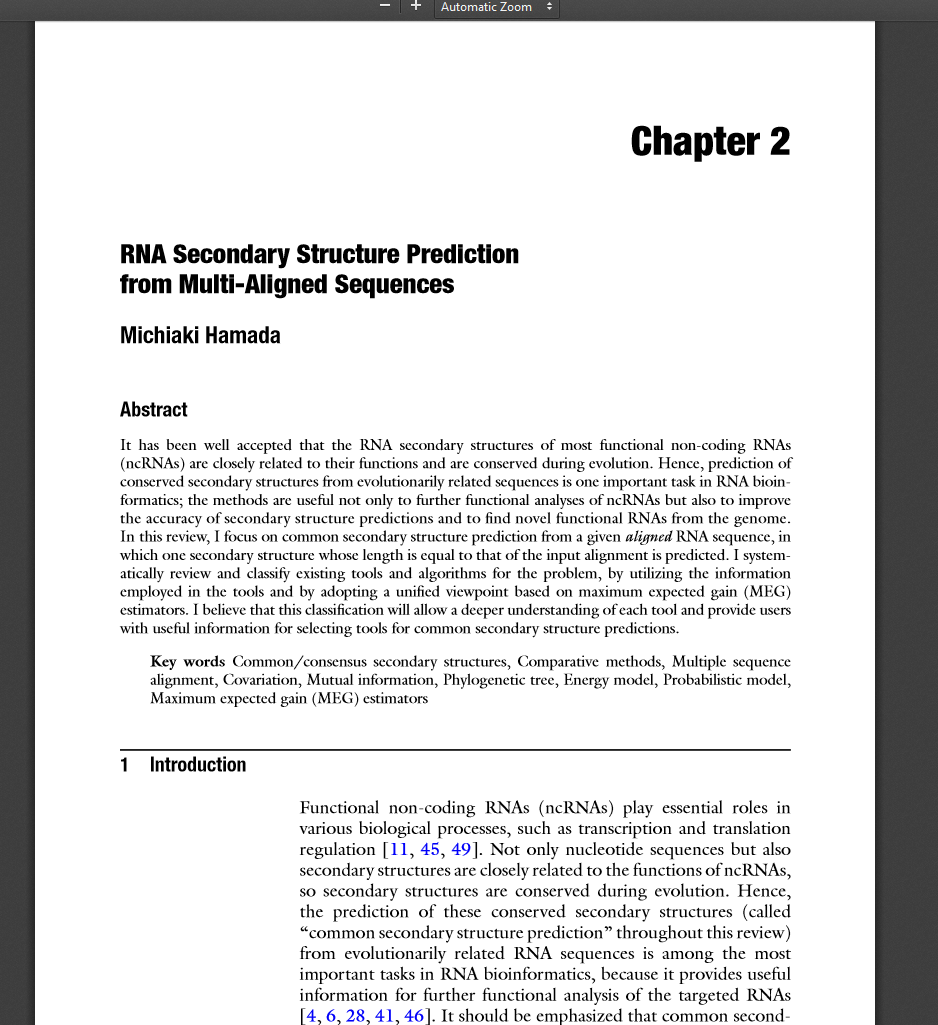 Automatic Zoom
Chapter 2
RNA Secondary Structure Prediction
from Multi-Aligned Sequences
Michiaki Hamada
Abstract
It has been well accepted that the RNA secondary structures of most functional non-coding RNAs
(ncRNAs) are closely related to their functions and are conserved during evolution. Hence, prediction of
conserved secondary structures from evolutionarily related sequences is one important task in RNA bioin-
formatics; the methods are useful not only to further functional analyses of ncRNAs but also to improve
the accuracy of secondary structure predictions and to find novel functional RNAs from the genome.
In this review, I focus on common secondary structure prediction from a given aligned RNA sequence, in
which one secondary structure whose length is equal to that of the input alignment is predicted. I system-
atically review and classify existing tools and algorithms for the problem, by utilizing the information
employed in the tools and by adopting a unified viewpoint based on maximum expected gain (MEG)
estimators. I believe that this classification will allow a deeper understanding of each tool and provide users
with useful information for selecting tools for common secondary structure predictions.
Key words Common/consensus secondary structures, Comparative methods, Multiple sequence
alignment, Covariation, Mutual information, Phylogenetic tree, Energy model, Probabilistic model,
Maximum expected gain (MEG) estimators
1 Introduction
Functional non-coding RNAs (ncRNAs) play essential roles in
various biological processes, such as transcription and translation
regulation [11, 45, 49]. Not only nucleotide sequences but also
secondary structures are closely related to the functions of ncRNAs,
so secondary structures are conserved during evolution. Hence,
the prediction of these conserved secondary structures (called
“common secondary structure prediction” throughout this review)
from evolutionarily related RNA sequences is among the most
important tasks in RNA bioinformatics, because it provides useful
information for further functional analysis of the targeted RNAs
[4, 6, 28, 41, 46]. It should be emphasized that common second-